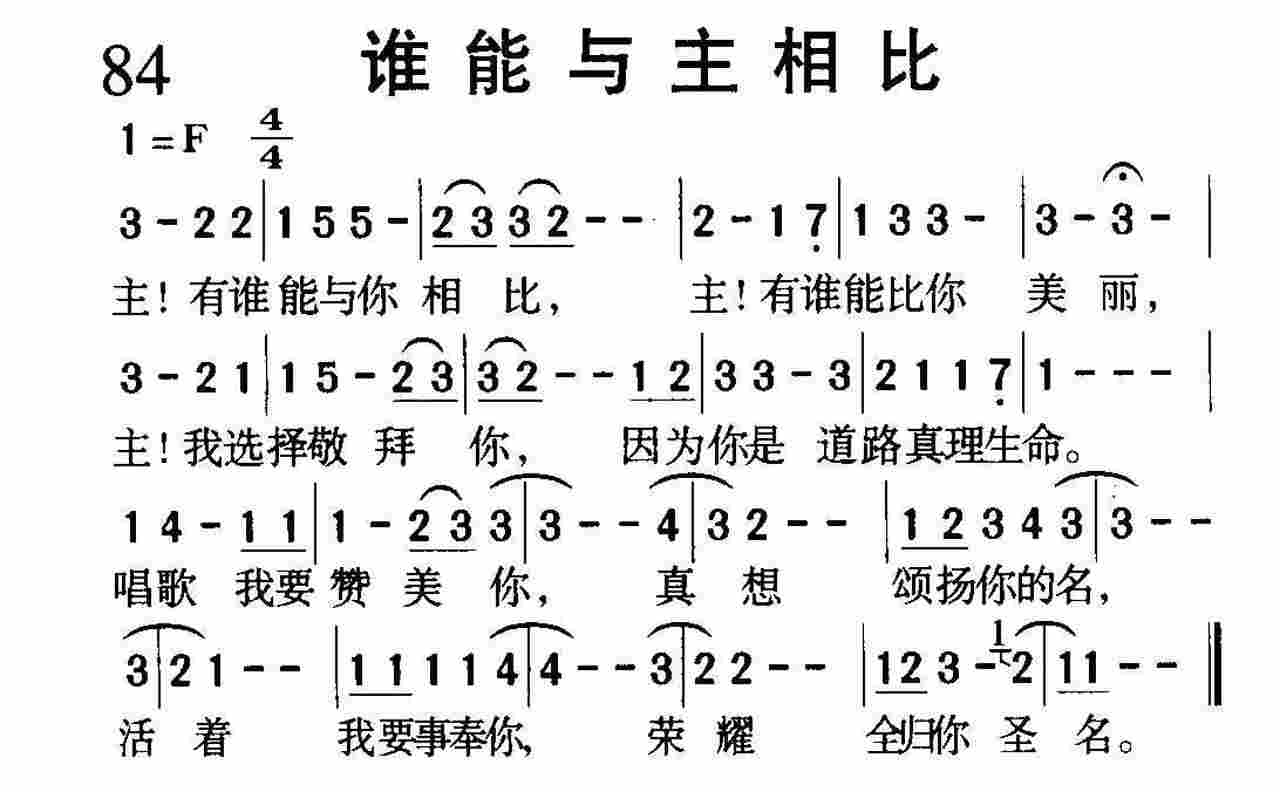 84 谁能与主相比
1=F 4/4
3 - 2 2 | 1 5 5 - | 2 3 3 2 - - | 2 - 1 7 | 1 3 3 - | 3 - 3 - |
主！有谁能与你 相 比， 主！有谁能比你 美 丽，
3 - 2 1 | 1 5 - 2 3 | 3 2 - - 1 2 | 3 3 - 3 | 2 1 1 7 | 1 - - - |
主！我选择敬 拜 你， 因为你是 道路真理生命。
1 4 - 1 1 | 1 - 2 3 3 | 3 - - 4 | 3 2 - - | 1 2 3 4 3 | 3 - -
唱歌 我要赞 美 你， 真 想 颂扬你的名，
3 | 2 1 - - | 1 1 1 1 4 | 4 - - 3 | 2 2 - - | 1 2 3 - 1 2 | 1 1 - - ‖
活 着 我要事奉你， 荣 耀 全归你 圣 名。